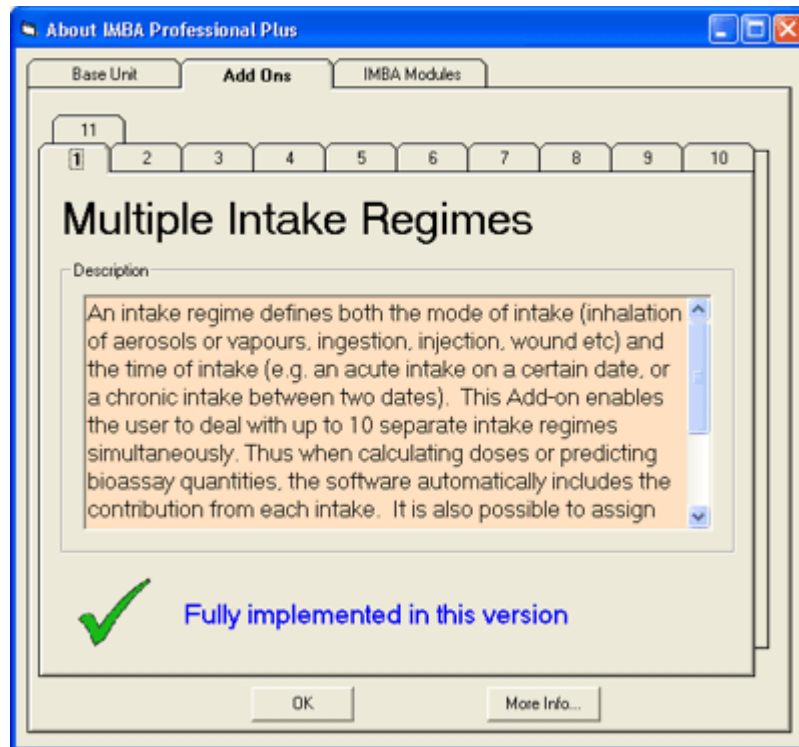 About IMBA Professional Plus
Base Unit Add Ons IMBA Modules
11
1 2 3 4 5 6 7 8 9 10
Multiple Intake Regimes
Description
An intake regime defines both the mode of intake (inhalation
of aerosols or vapours, ingestion, injection, wound etc) and
the time of intake (e.g. an acute intake on a certain date, or
a chronic intake between two dates).  This Add-on enables
the user to deal with up to 10 separate intake regimes
simultaneously. Thus when calculating doses or predicting
bioassay quantities, the software automatically includes the
contribution from each intake.  It is also possible to assign
Fully implemented in this version
OK More Info...